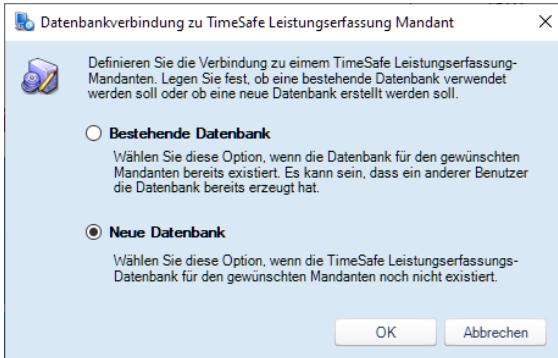 Datenbankverbindung zu TimeSafe Leistungserfassung Mandant
Definieren Sie die Verbindung zu eimem TimeSafe Leistungserfassung-
Mandanten. Legen Sie fest, ob eine bestehende Datenbank verwendet
werden soll oder ob eine neue Datenbank erstellt werden soll.
Bestehende Datenbank
Wählen Sie diese Option, wenn die Datenbank für den gewünschten
Mandanten bereits existiert. Es kann sein, dass ein anderer Benutzer
die Datenbank bereits erzeugt hat.
Neue Datenbank
Wählen Sie diese Option, wenn die TimeSafe Leistungserfassungs-
Datenbank für den gewünschten Mandanten noch nicht existiert.
OK Abbrechen